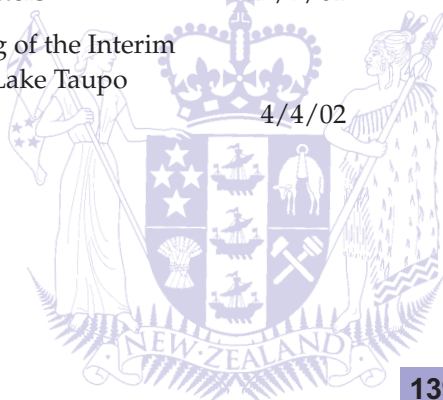 g of the Interim
Lake Taupo
4/4/02
NEW·ZEALAND
13